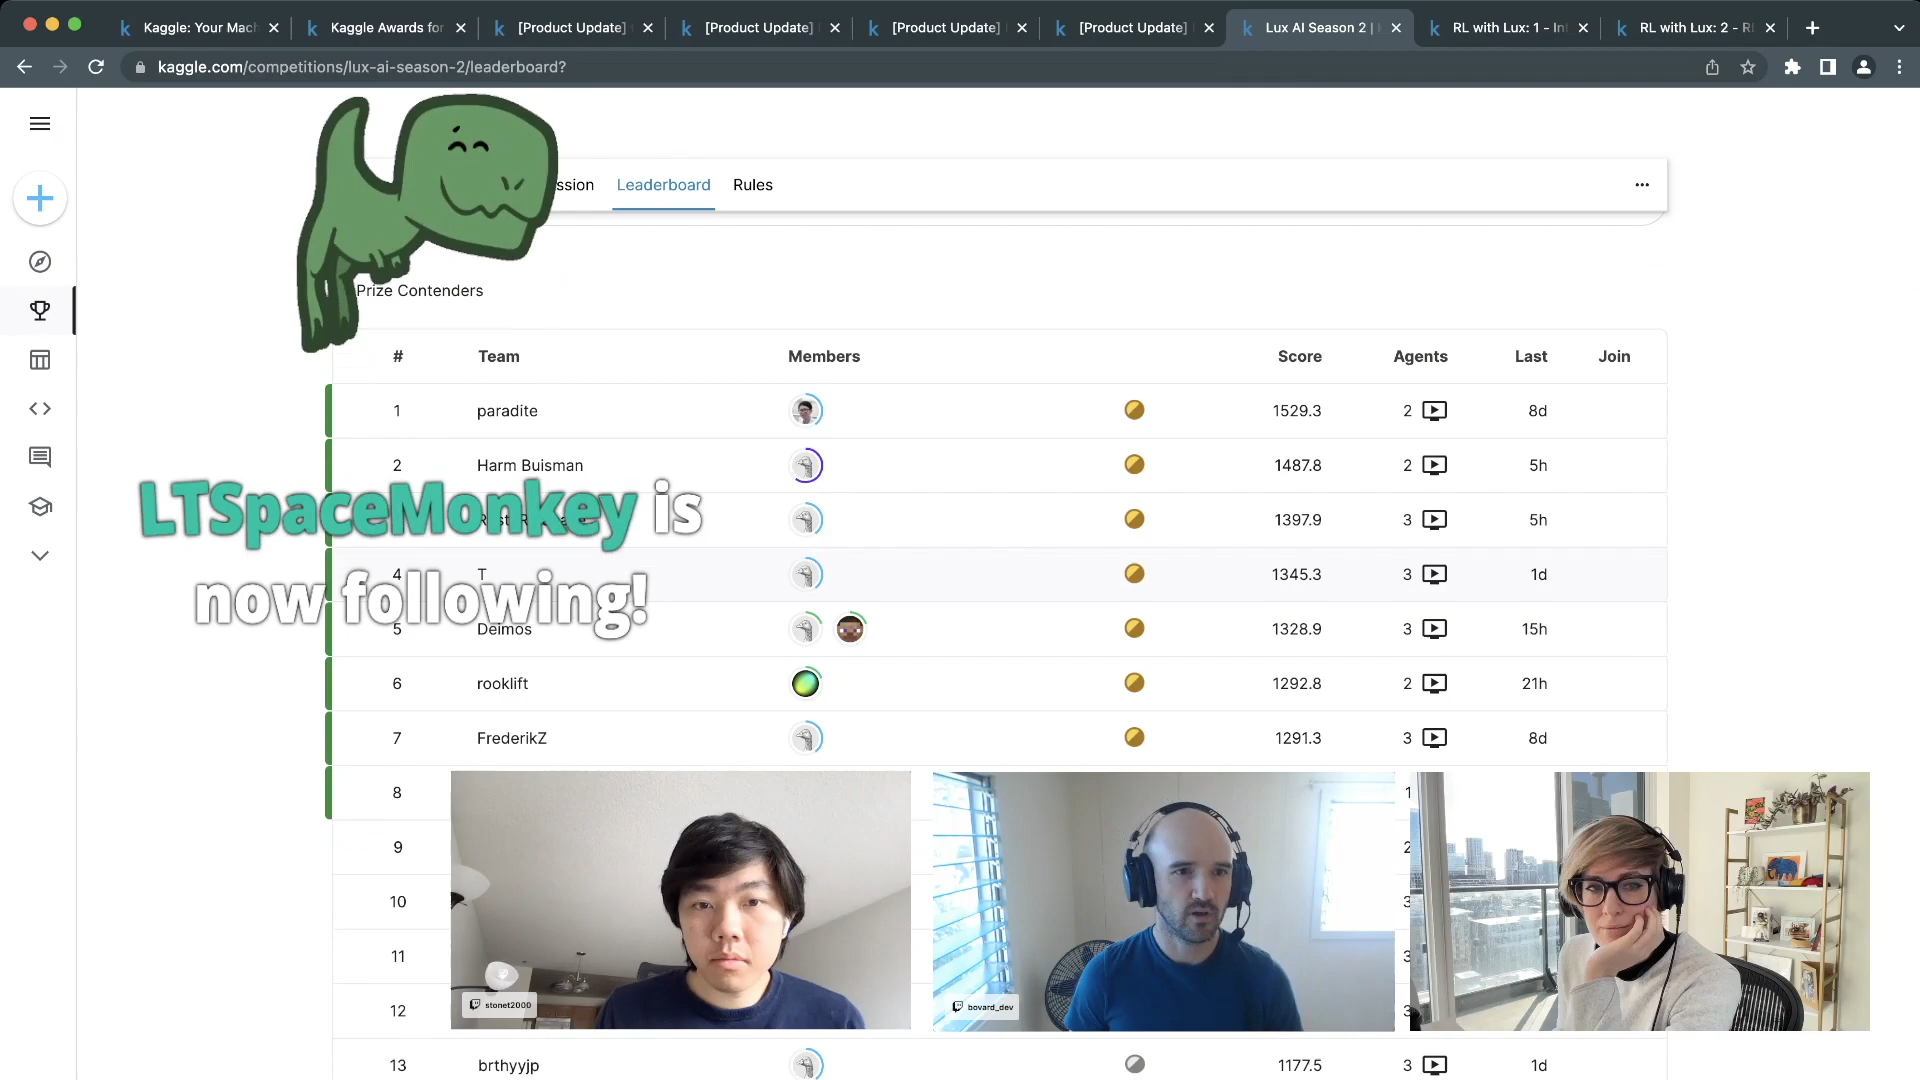 Kaggle: Your Mach
Kaggle Awards for
[Product Update]
[Product Update]
[Product Update]
[Product Update]
Lux AI Season 2 |
RL with Lux: 1 - In
RL with Lux: 2 - R
kaggle.com/competitions/lux-ai-season-2/leaderboard?
ssion Leaderboard Rules
Prize Contenders
# Team Members Score Agents Last Join
1 paradite 1529.3 2 8d
2 Harm Buisman 1487.8 2 5h
1397.9 3 5h
LTSpaceMonkey is
4 T 1345.3 3 1d
now following!
5 Deimos 1328.9 3 15h
6 rooklift 1292.8 2 21h
7 FrederikZ 1291.3 3 8d
8 1
9 2
10 3
11 3
12 3
stonet2000
bovard_dev
13 brthyyjp 1177.5 3 1d